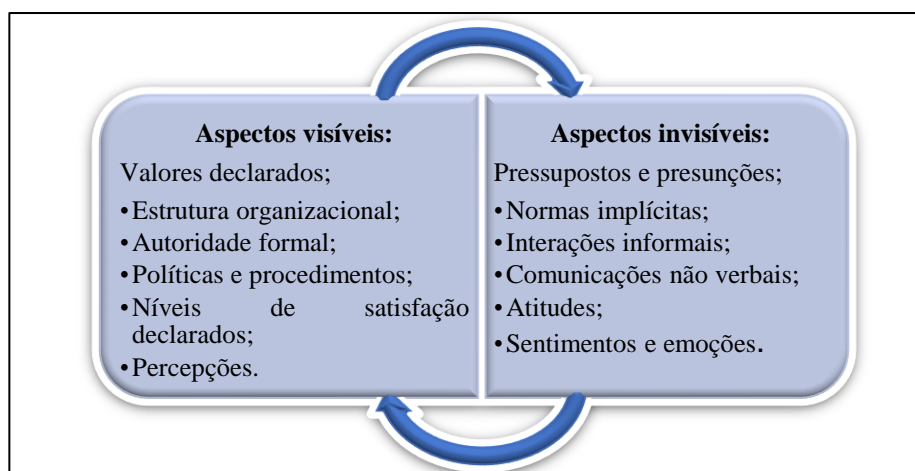 Aspectos visíveis:
Valores declarados;
•Estrutura organizacional;
•Autoridade formal;
•Políticas e procedimentos;
•Níveis de satisfação
declarados;
•Percepções.
Aspectos invisíveis:
Pressupostos e presunções;
•Normas implícitas;
•Interações informais;
•Comunicações não verbais;
•Atitudes;
•Sentimentos e emoções.